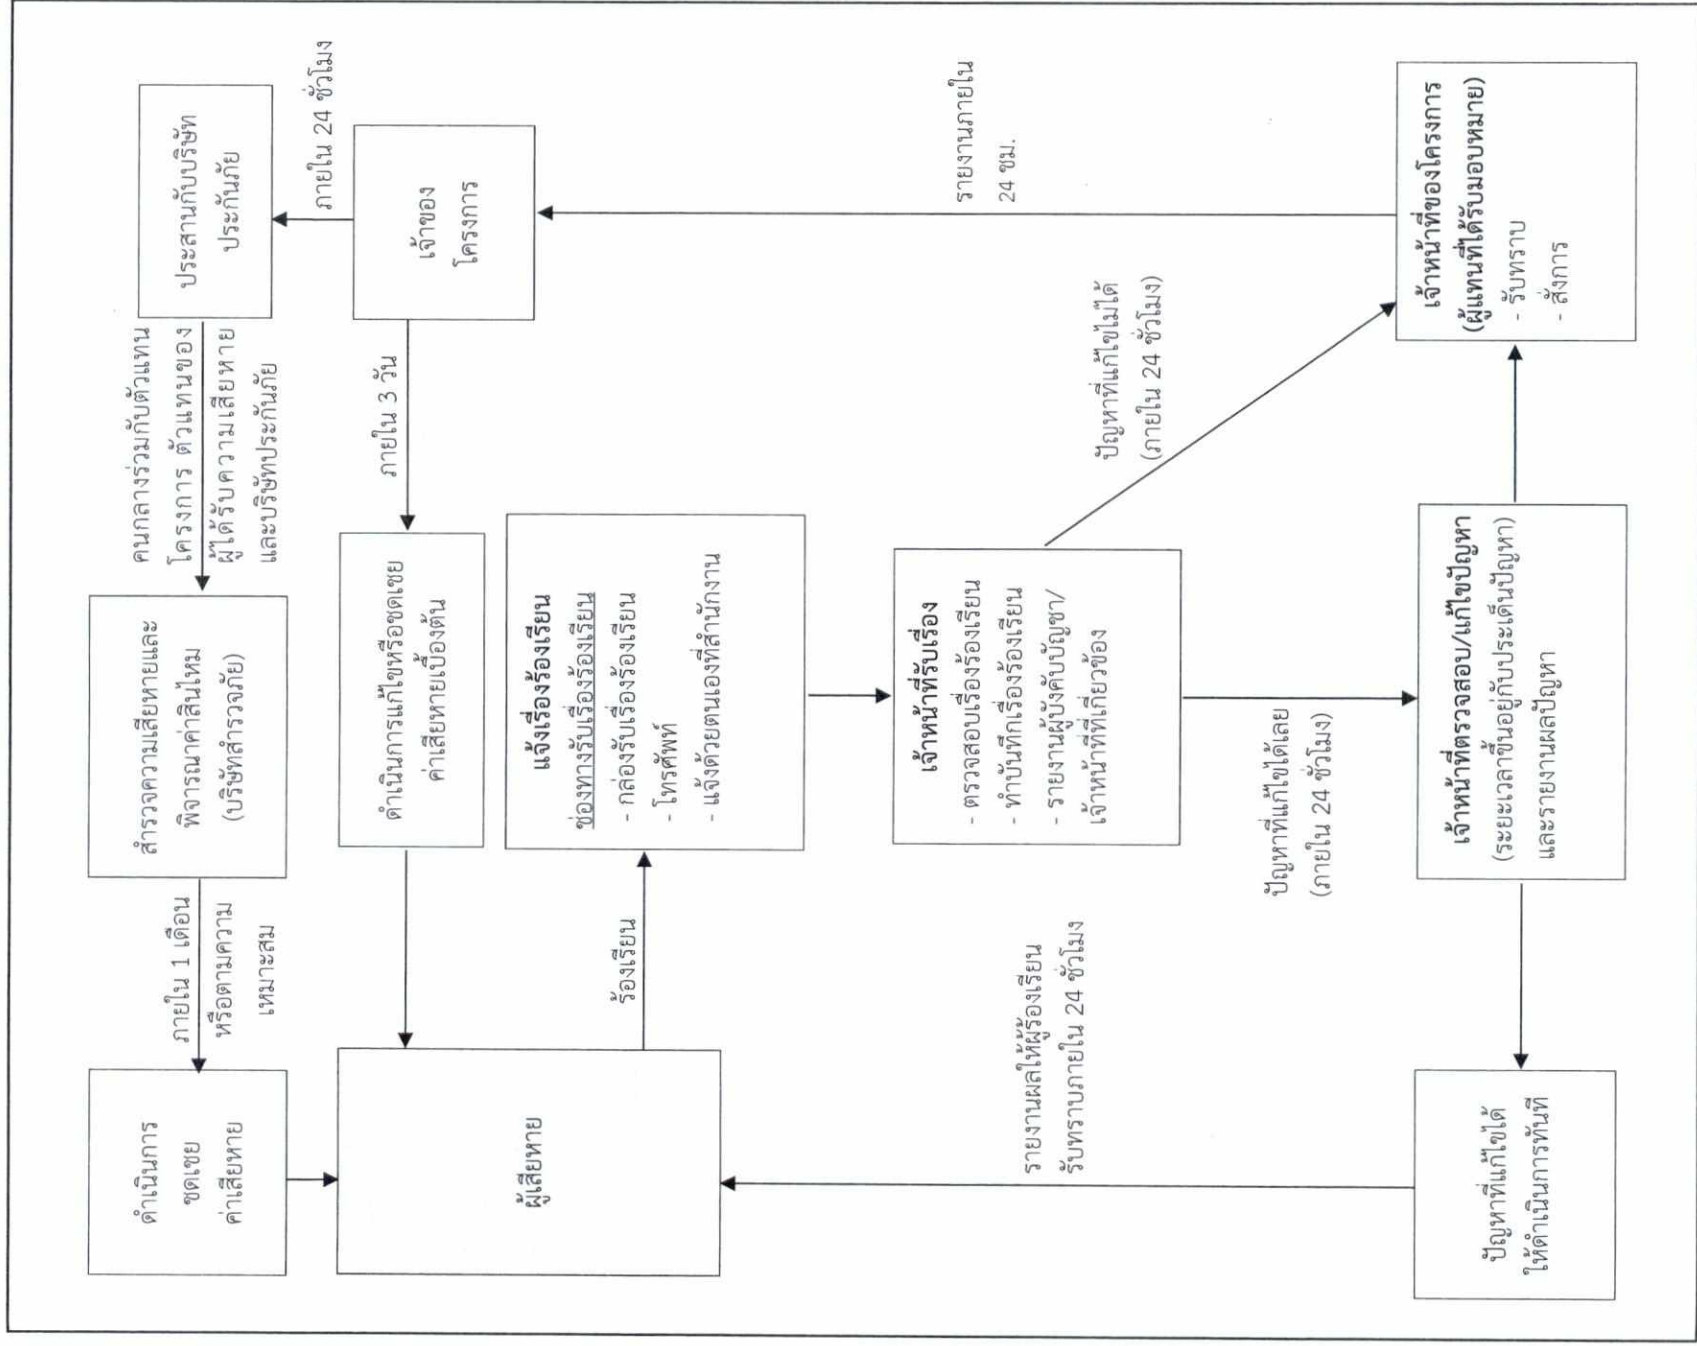 ดำเนินการ
ชดเชย
ค่าเสียหาย
ภายใน 1 เดือน
หรือตามความ
เหมาะสม
สำรวจความเสียหายและ
พิจารณาค่าสินไหม
(บริษัทสำรวจภัย)
คนกลางร่วมกับตัวแทน
โครงการ ตัวแทนของ
ผู้ได้รับความเสียหาย
และบริษัทประกันภัย
ประสานกับบริษัท
ประกันภัย
ภายใน 24 ชั่วโมง
เจ้าของ
โครงการ
ภายใน 3 วัน
ดำเนินการแก้ไขหรือชดเชย
ค่าเสียหายเบื้องต้น
ผู้เสียหาย
ร้องเรียน
แจ้งเรื่องร้องเรียน
ช่องทางรับเรื่องร้องเรียน
- กล่องรับเรื่องร้องเรียน
- โทรศัพท์
- แจ้งด้วยตนเองที่สำนักงาน
เจ้าหน้าที่รับเรื่อง
- ตรวจสอบเรื่องร้องเรียน
- ทำบันทึกเรื่องร้องเรียน
- รายงานผู้บังคับบัญชา/
เจ้าหน้าที่ที่เกี่ยวข้อง
รายงานภายใน
24 ชม.
ปัญหาที่แก้ไขไม่ได้
(ภายใน 24 ชั่วโมง)
ปัญหาที่แก้ไขได้เลย
(ภายใน 24 ชั่วโมง)
รายงานผลให้ผู้ร้องเรียน
รับทราบภายใน 24 ชั่วโมง
ปัญหาที่แก้ไขได้
ให้ดำเนินการทันที
เจ้าหน้าที่ตรวจสอบ/แก้ไขปัญหา
(ระยะเวลาขึ้นอยู่กับประเด็นปัญหา)
และรายงานผลปัญหา
เจ้าหน้าที่ของโครงการ
(ผู้แทนที่ได้รับมอบหมาย)
- รับทราบ
- สั่งการ